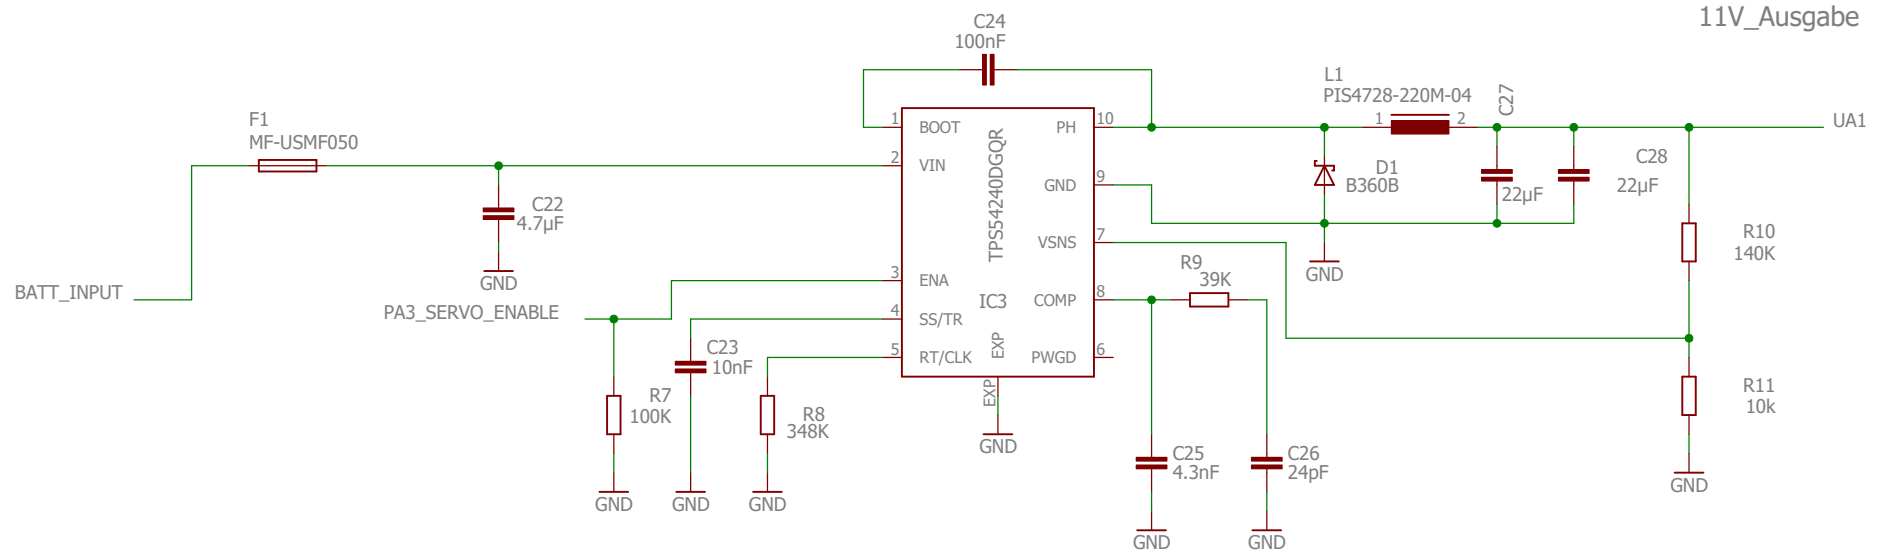 11V_Ausgabe
C24
100nF
L1
PIS4728-220M-04
C27
F1
MF-USMF050
1
BOOT
PH
10
1
2
UA1
2
VIN
TPS54240DGQR
D1
B360B
C28
22µF
22µF
GND
9
C22
4.7µF
VSNS
7
R10
140K
GND
GND
R9
39K
BATT_INPUT
3
ENA
IC3
COMP
8
PA3_SERVO_ENABLE
4
SS/TR
C23
10nF
5
RT/CLK
EXP
PWGD
6
EXP
R7
100K
R8
348K
R11
10k
GND
C25
4.3nF
C26
24pF
GND
GND
GND
GND
GND
GND